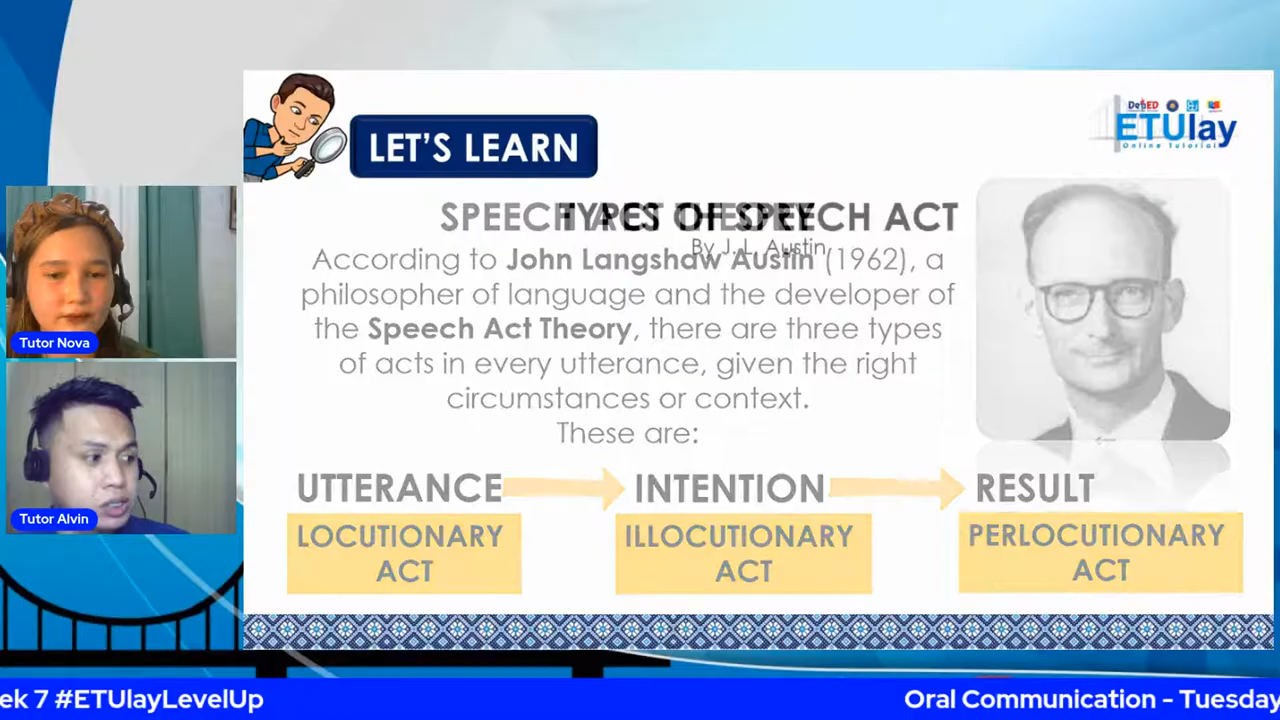 LET'S LEARN
DepED
ETUlay
Online Tutorial
SPEECH ACT THEORY
TYPES OF SPEECH ACT
By J. L. Austin
According to John Langshaw Austin (1962), a
philosopher of language and the developer of
the Speech Act Theory, there are three types
of acts in every utterance, given the right
circumstances or context.
These are:
UTTERANCE INTENTION RESULT
LOCUTIONARY ACT
ILLOCUTIONARY ACT
PERLOCUTIONARY ACT
Tutor Nova
Tutor Alvin
ek 7 #ETUlayLevelUp
Oral Communication - Tuesday